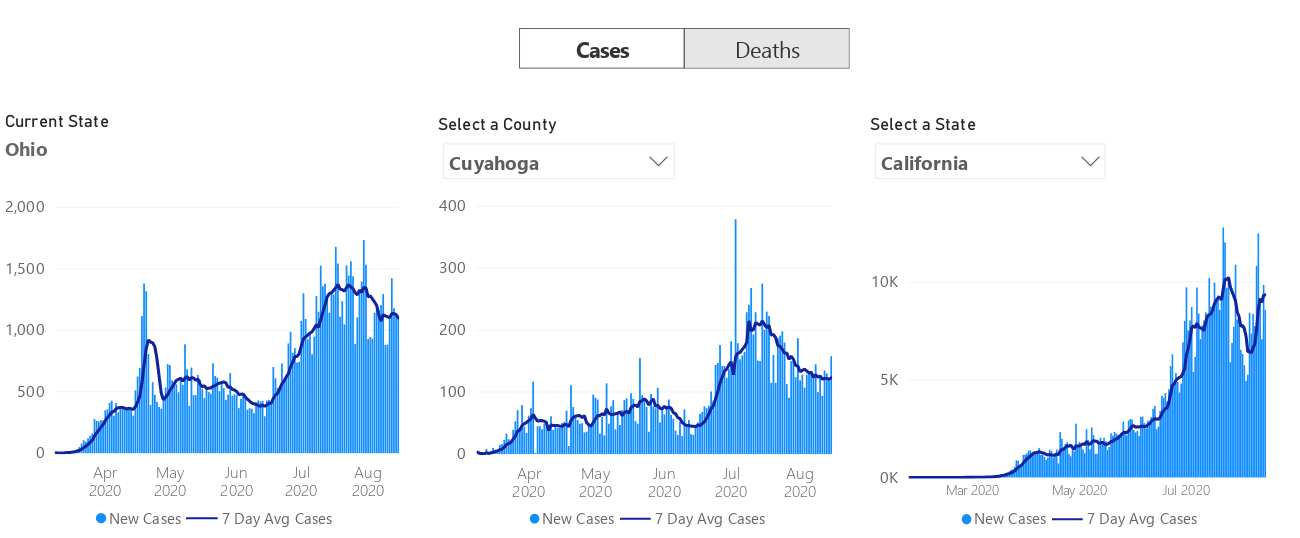 Cases Deaths
Current State
Ohio
2,000
1,500
1,000
500
0
Apr 2020
May 2020
Jun 2020
Jul 2020
Aug 2020
New Cases 7 Day Avg Cases
Select a County
Cuyahoga
400
300
200
100
0
Apr 2020
May 2020
Jun 2020
Jul 2020
Aug 2020
New Cases 7 Day Avg Cases
Select a State
California
10K
5K
0K
Mar 2020 May 2020 Jul 2020
New Cases 7 Day Avg Cases